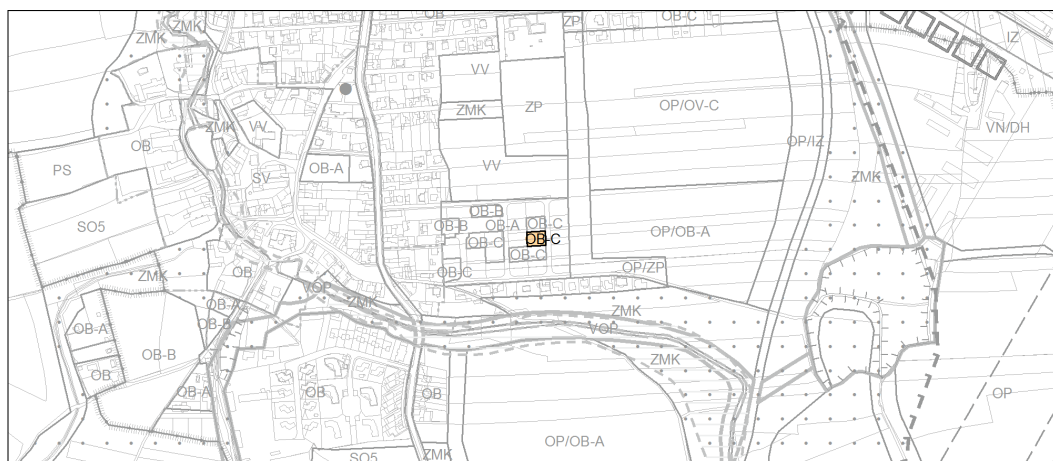 ZMK
ZMK
OB
ZP
OB-C
IZ
VV
ZMK
ZP
OP/OV-C
VN/DH
ZMK
VV
OB
OP/IZ
PS
OB-A
VV
SV
ZMK
SO5
OB-B
OB-B
OB-A
OB-C
OB-C
OB-C
OB-C
OP/OB-A
OB-C
OP/ZP
ZMK
OB
VOP
ZMK
OB-A
ZMK
OB-B
OB-A
VOP
OB-B
ZMK
OB
OB-A
OB
OB
OP
OP/OB-A
SO5
ZMK